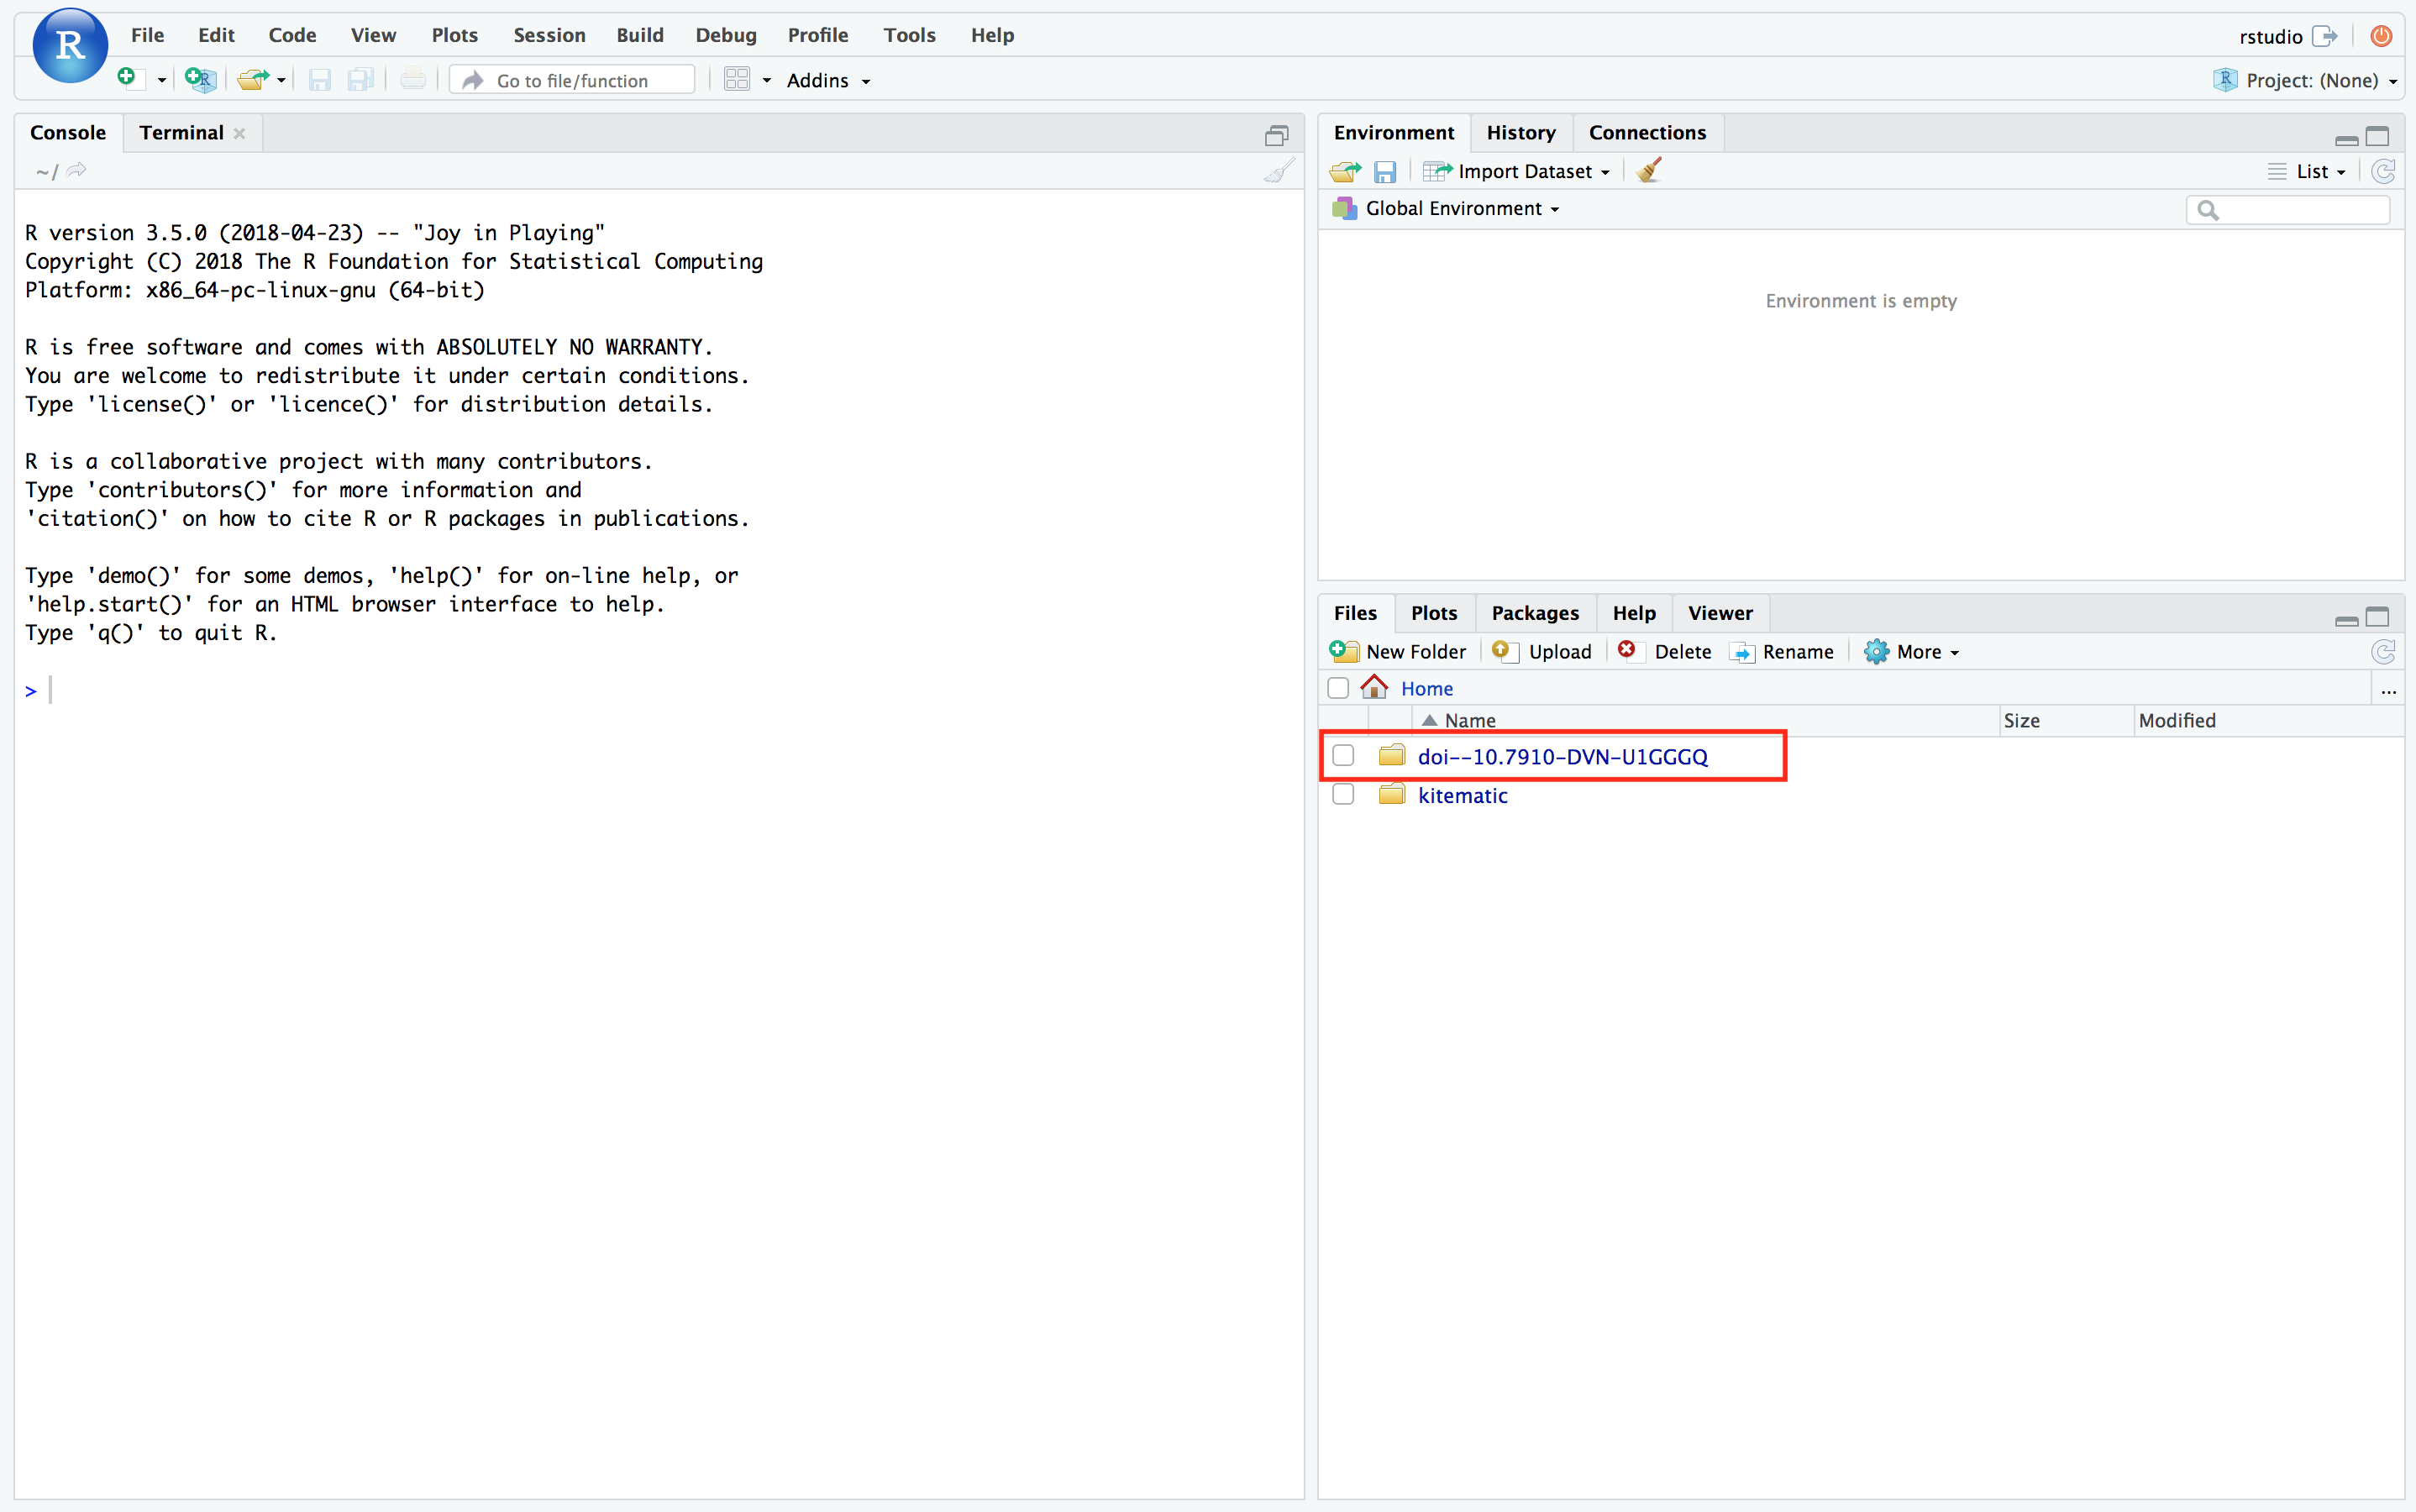 R File Edit Code View Plots Session Build Debug Profile Tools Help rstudio
R Go to file/function Addins R Project: (None)
Console Terminal
~/
R version 3.5.0 (2018-04-23) -- "Joy in Playing"
Copyright (C) 2018 The R Foundation for Statistical Computing
Platform: x86_64-pc-linux-gnu (64-bit)
R is free software and comes with ABSOLUTELY NO WARRANTY.
You are welcome to redistribute it under certain conditions.
Type 'license()' or 'licence()' for distribution details.
R is a collaborative project with many contributors.
Type 'contributors()' for more information and
'citation()' on how to cite R or R packages in publications.
Type 'demo()' for some demos, 'help()' for on-line help, or
'help.start()' for an HTML browser interface to help.
Type 'q()' to quit R.
>
Environment History Connections
Import Dataset List
Global Environment
Environment is empty
Files Plots Packages Help Viewer
New Folder Upload Delete Rename More
Home ...
Name Size Modified
doi--10.7910-DVN-U1GGGQ
kitematic